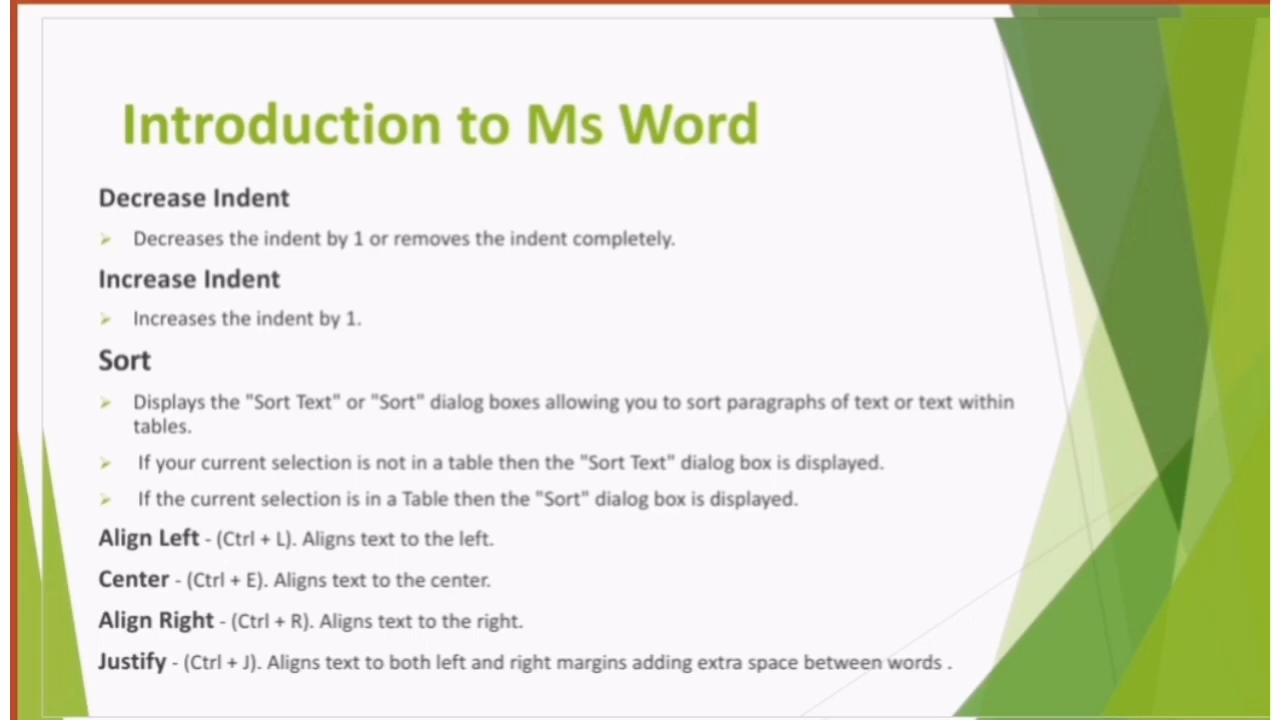 Introduction to Ms Word
Decrease Indent
Decreases the indent by 1 or removes the indent completely.
Increase Indent
Increases the indent by 1.
Sort
Displays the "Sort Text" or "Sort" dialog boxes allowing you to sort paragraphs of text or text within
tables.
If your current selection is not in a table then the "Sort Text" dialog box is displayed.
If the current selection is in a Table then the "Sort" dialog box is displayed.
Align Left - (Ctrl + L). Aligns text to the left.
Center - (Ctrl + E). Aligns text to the center.
Align Right - (Ctrl + R). Aligns text to the right.
Justify - (Ctrl + J). Aligns text to both left and right margins adding extra space between words .